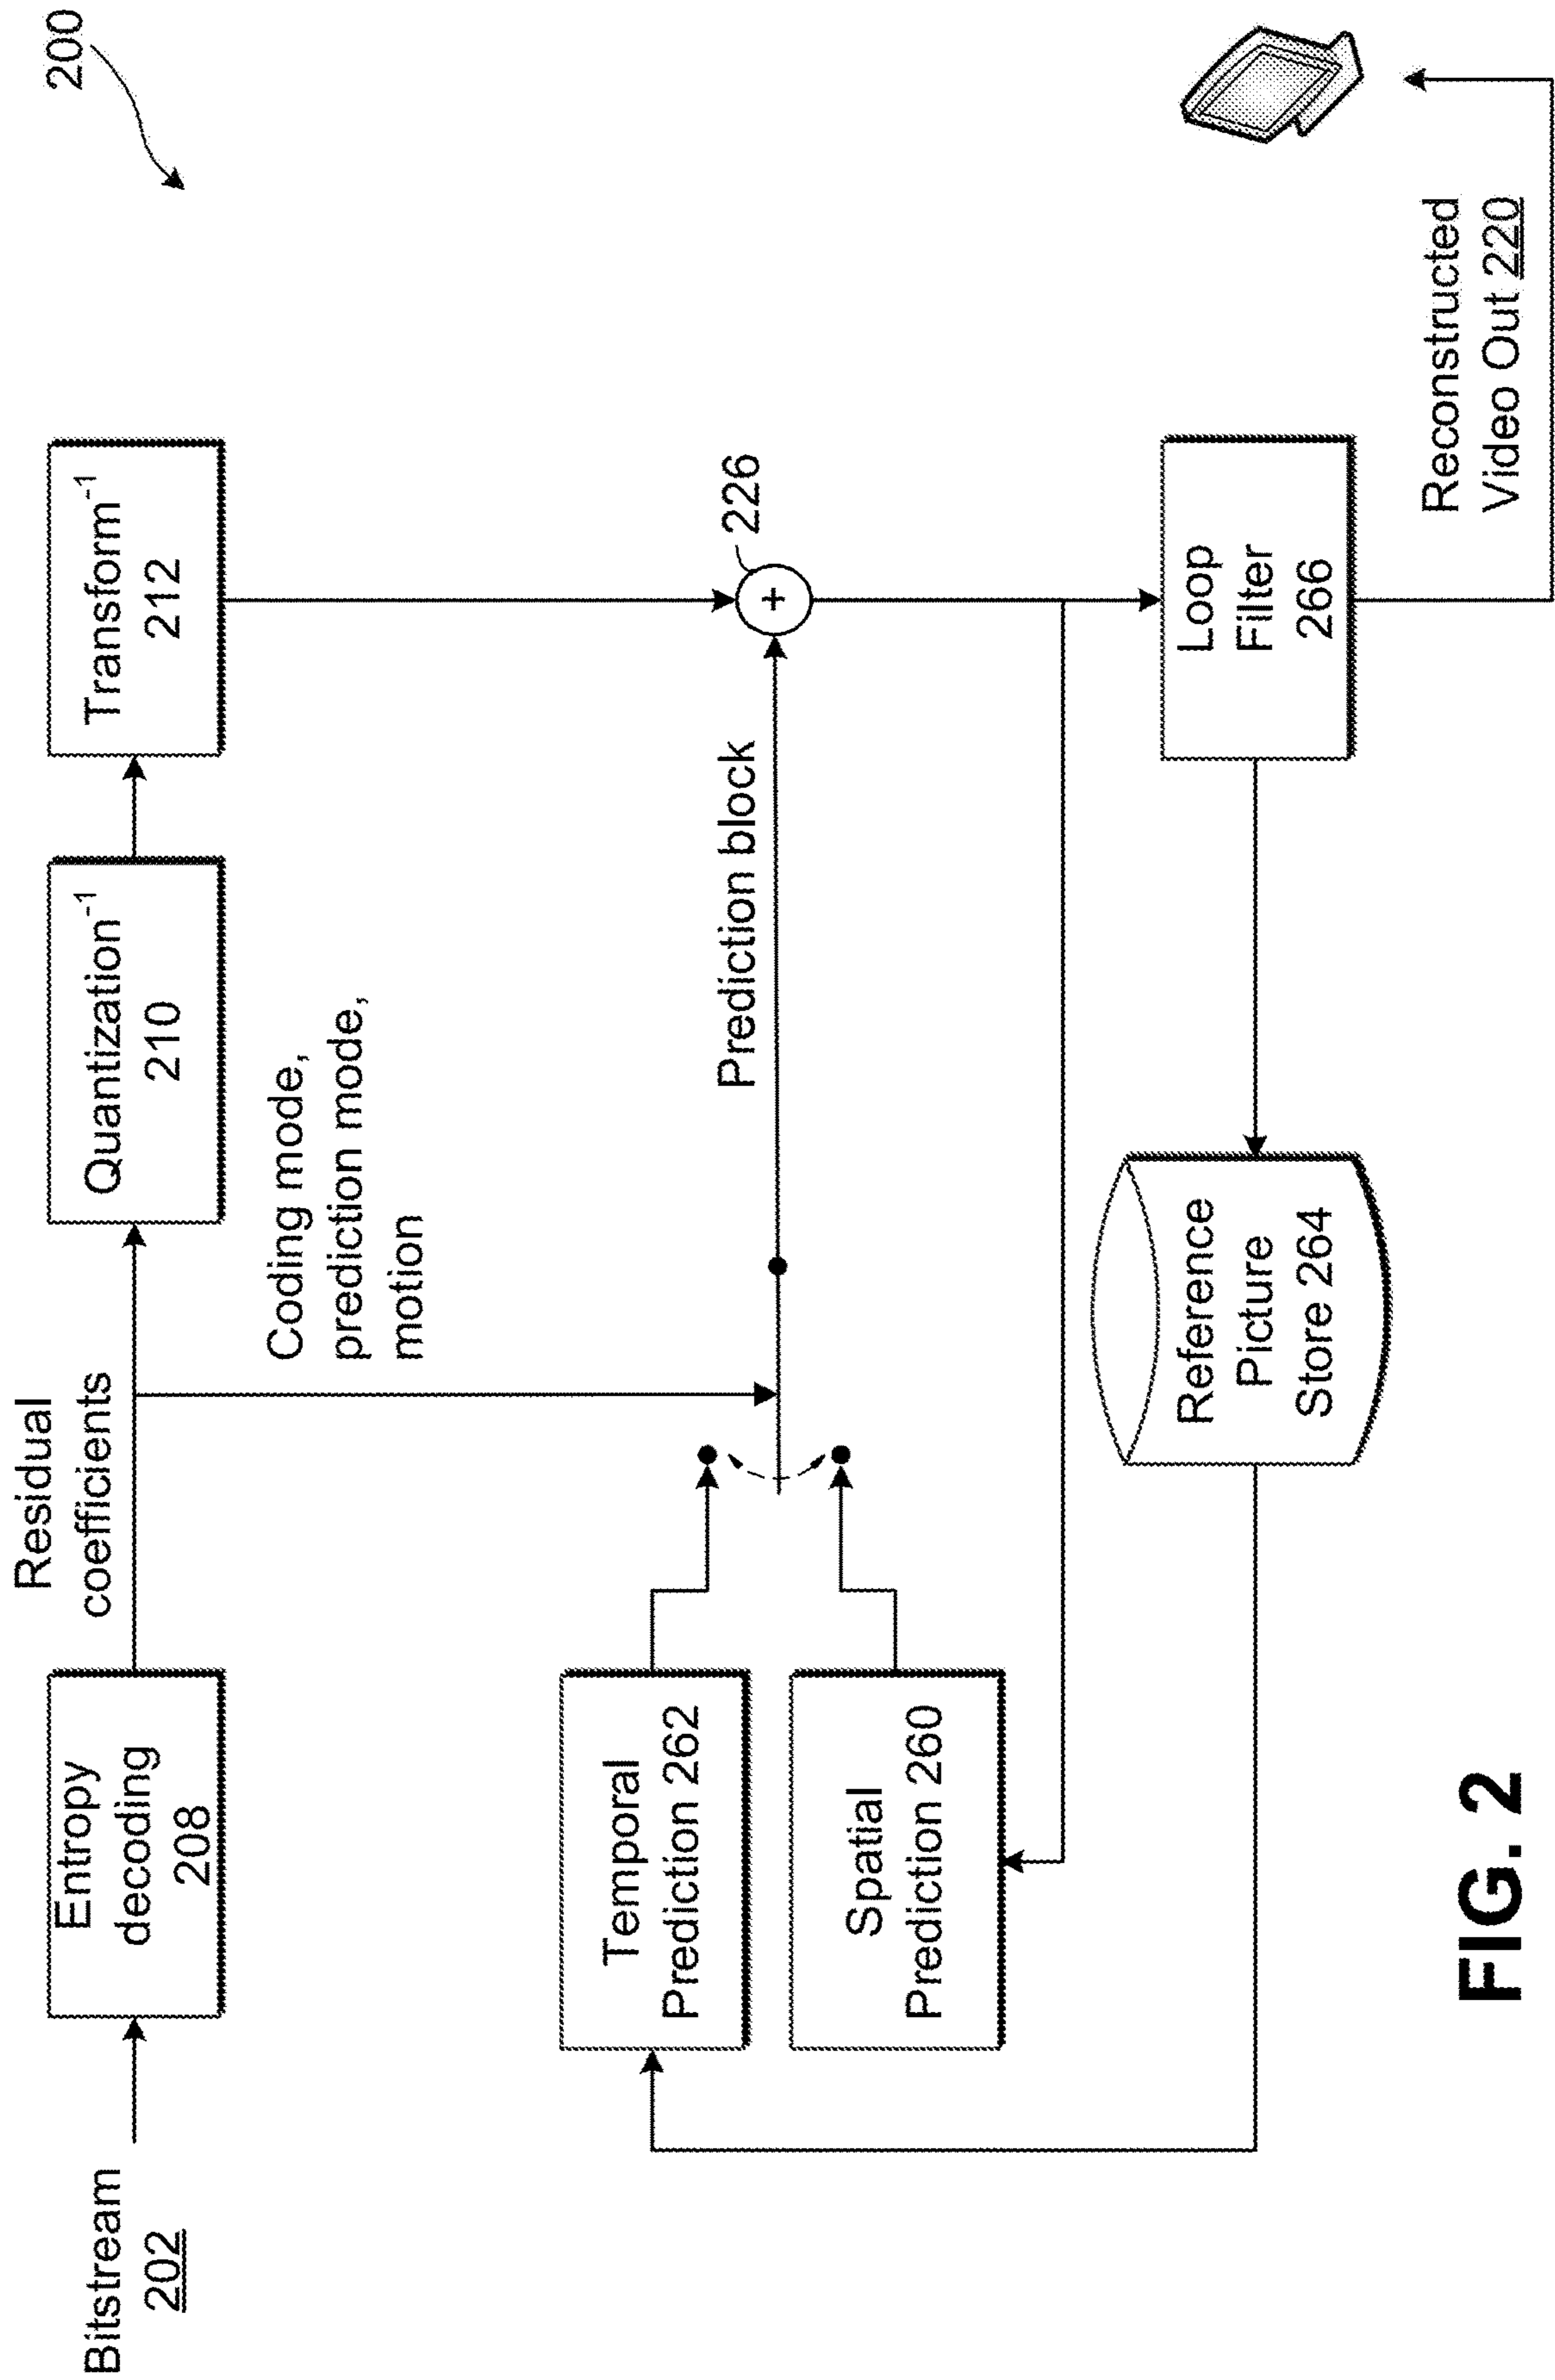 200
Bitstream
202
Entropy
decoding
208
Residual
coefficients
Quantization⁻¹
210
Transform⁻¹
212
Coding mode,
prediction mode,
motion
Temporal
Prediction 262
Spatial
Prediction 260
Prediction block
+
226
Reference
Picture
Store 264
Loop
Filter
266
Reconstructed
Video Out 220
FIG. 2